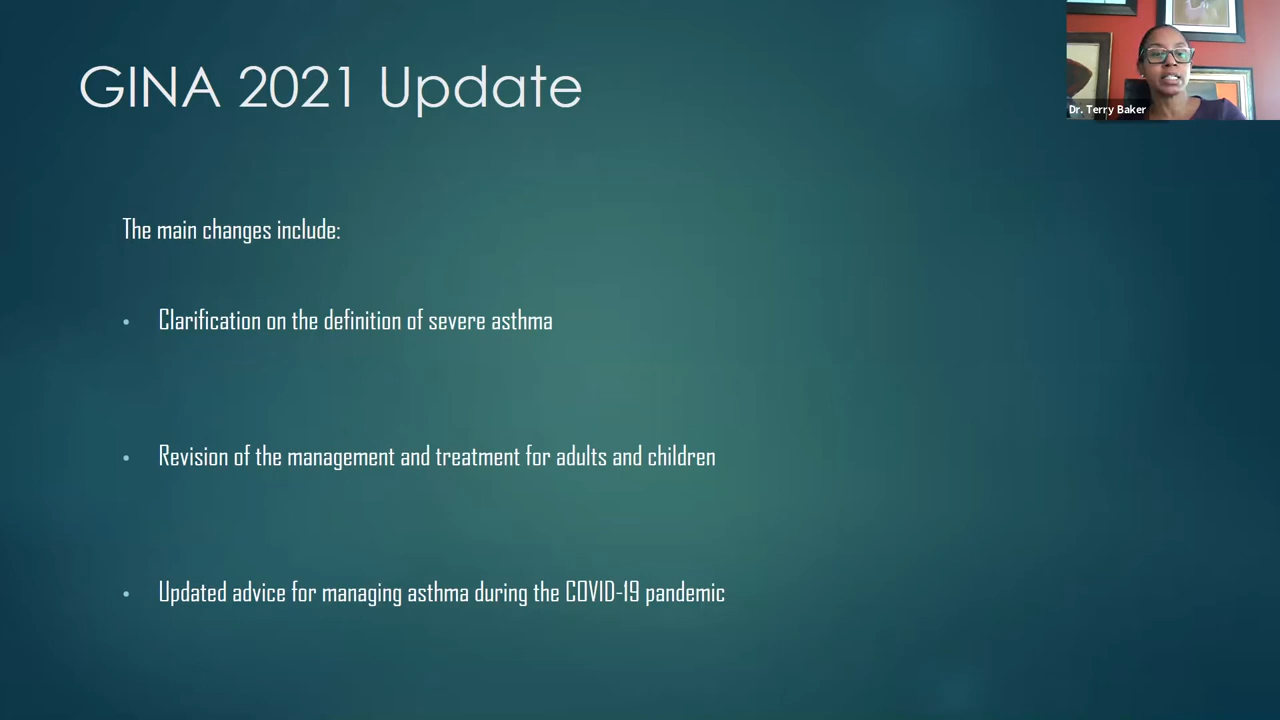 GINA 2021 Update
Dr. Terry Baker
The main changes include:
• Clarification on the definition of severe asthma
• Revision of the management and treatment for adults and children
• Updated advice for managing asthma during the COVID-19 pandemic